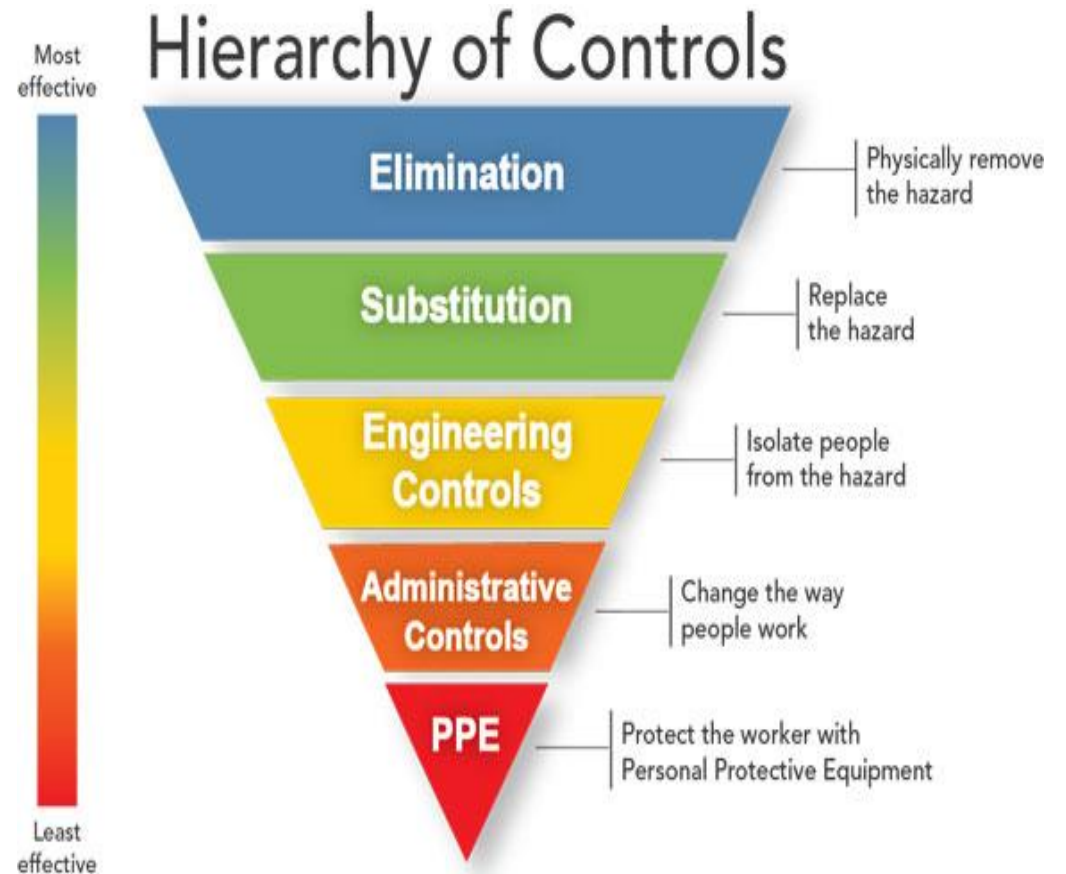 Hierarchy of Controls
Most
effective
Elimination
Physically remove
the hazard
Substitution
Replace
the hazard
Engineering
Controls
Isolate people
from the hazard
Administrative
Controls
Change the way
people work
PPE
Protect the worker with
Personal Protective Equipment
Least
effective